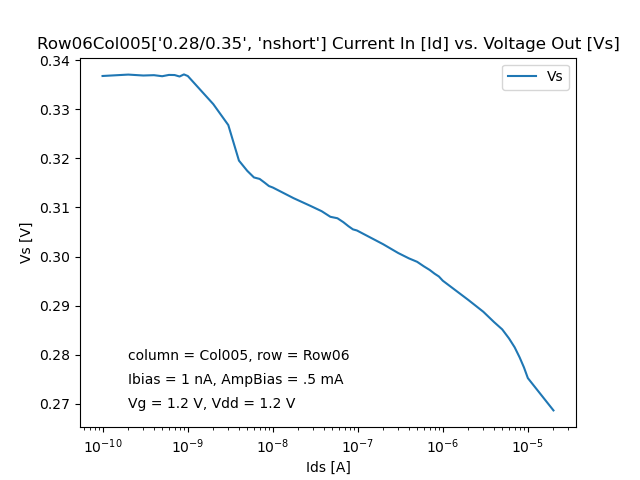 Row06Col005['0.28/0.35', 'nshort'] Current In [Id] vs. Voltage Out [Vs]
Vs
0.34
0.33
0.32
0.31
0.30
0.29
0.28
0.27
Vs [V]
column = Col005, row = Row06
Ibias = 1 nA, AmpBias = .5 mA
Vg = 1.2 V, Vdd = 1.2 V
10⁻¹⁰ 10⁻⁹ 10⁻⁸ 10⁻⁷ 10⁻⁶ 10⁻⁵
Ids [A]